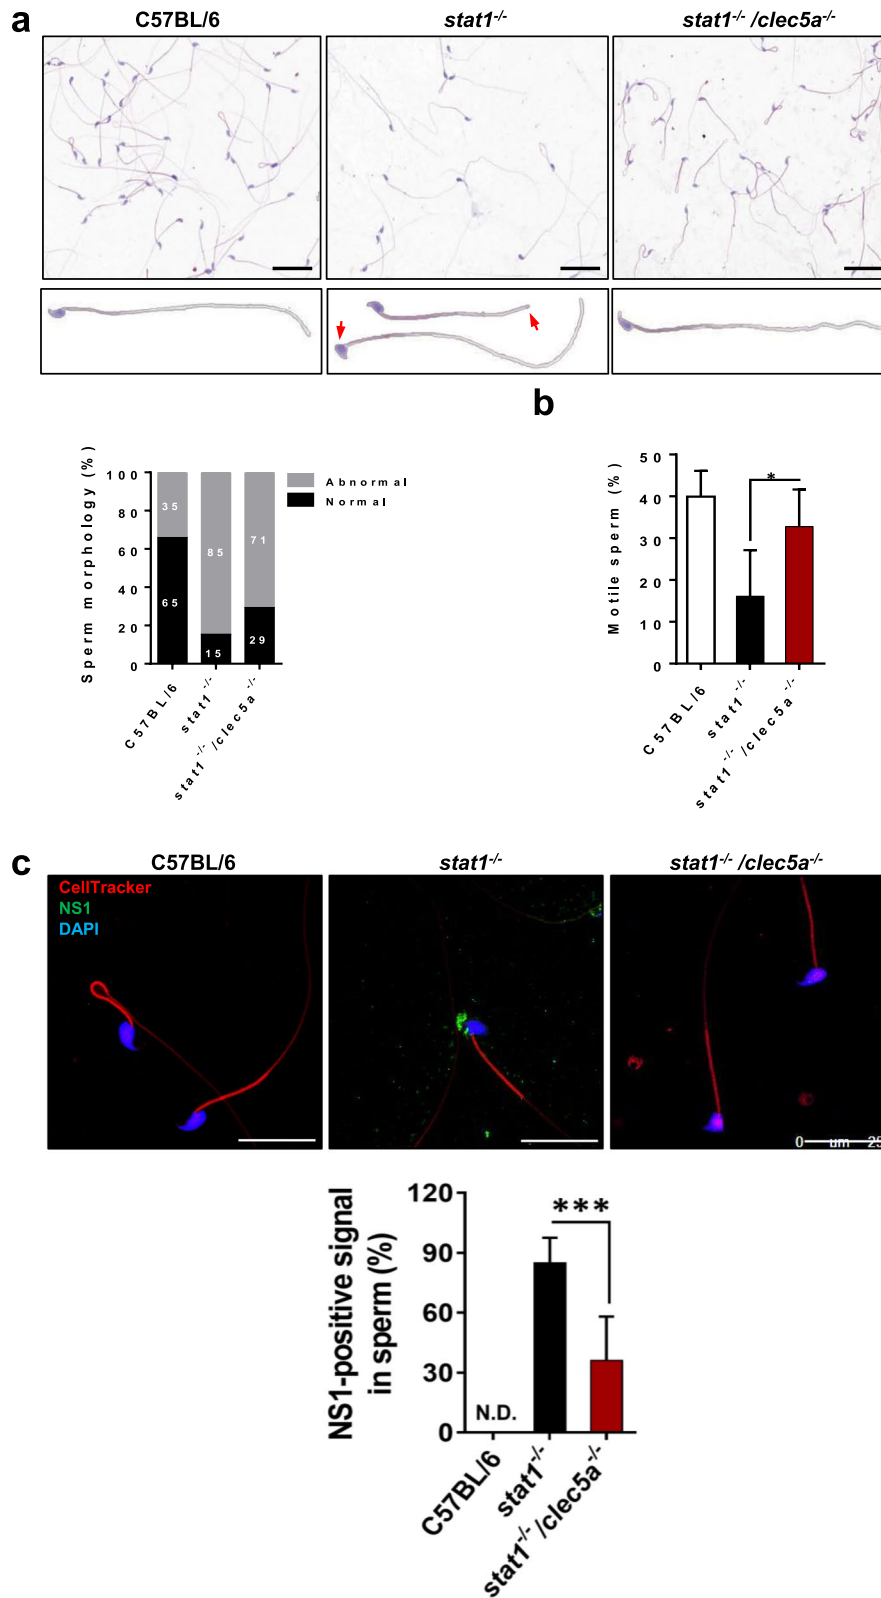 a
C57BL/6
stat1-/-
stat1-/- /clec5a-/-
Sperm morphology (%)
100
80
60
40
20
0
35
65
85
15
71
29
Abnormal
Normal
C57BL/6
stat1-/-
stat1-/-/clec5a-/-
b
Motile sperm (%)
50
40
30
20
10
0
*
C57BL/6
stat1-/-
stat1-/-/clec5a-/-
c
C57BL/6
stat1-/-
stat1-/- /clec5a-/-
CellTracker
NS1
DAPI
0 um 25
NS1-positive signal
in sperm (%)
120
90
60
30
0
N.D.
***
C57BL/6
stat1-/-
stat1-/-/clec5a-/-